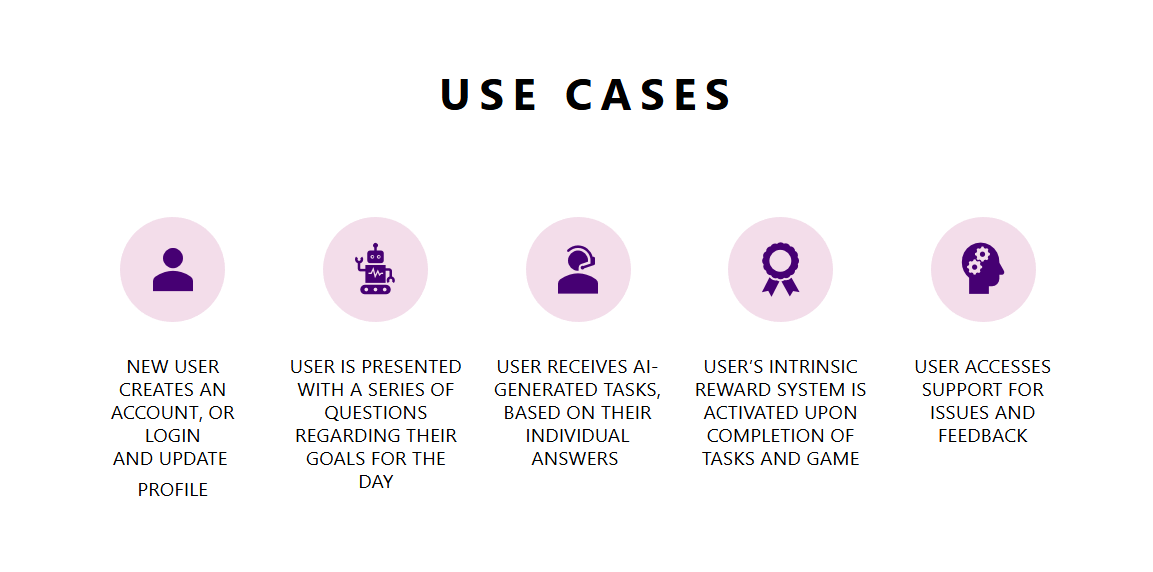 USE CASES
NEW USER
CREATES AN
ACCOUNT, OR
LOGIN
AND UPDATE
PROFILE
USER IS PRESENTED
WITH A SERIES OF
QUESTIONS
REGARDING THEIR
GOALS FOR THE
DAY
USER RECEIVES AI-
GENERATED TASKS,
BASED ON THEIR
INDIVIDUAL
ANSWERS
USER’S INTRINSIC
REWARD SYSTEM IS
ACTIVATED UPON
COMPLETION OF
TASKS AND GAME
USER ACCESSES
SUPPORT FOR
ISSUES AND
FEEDBACK